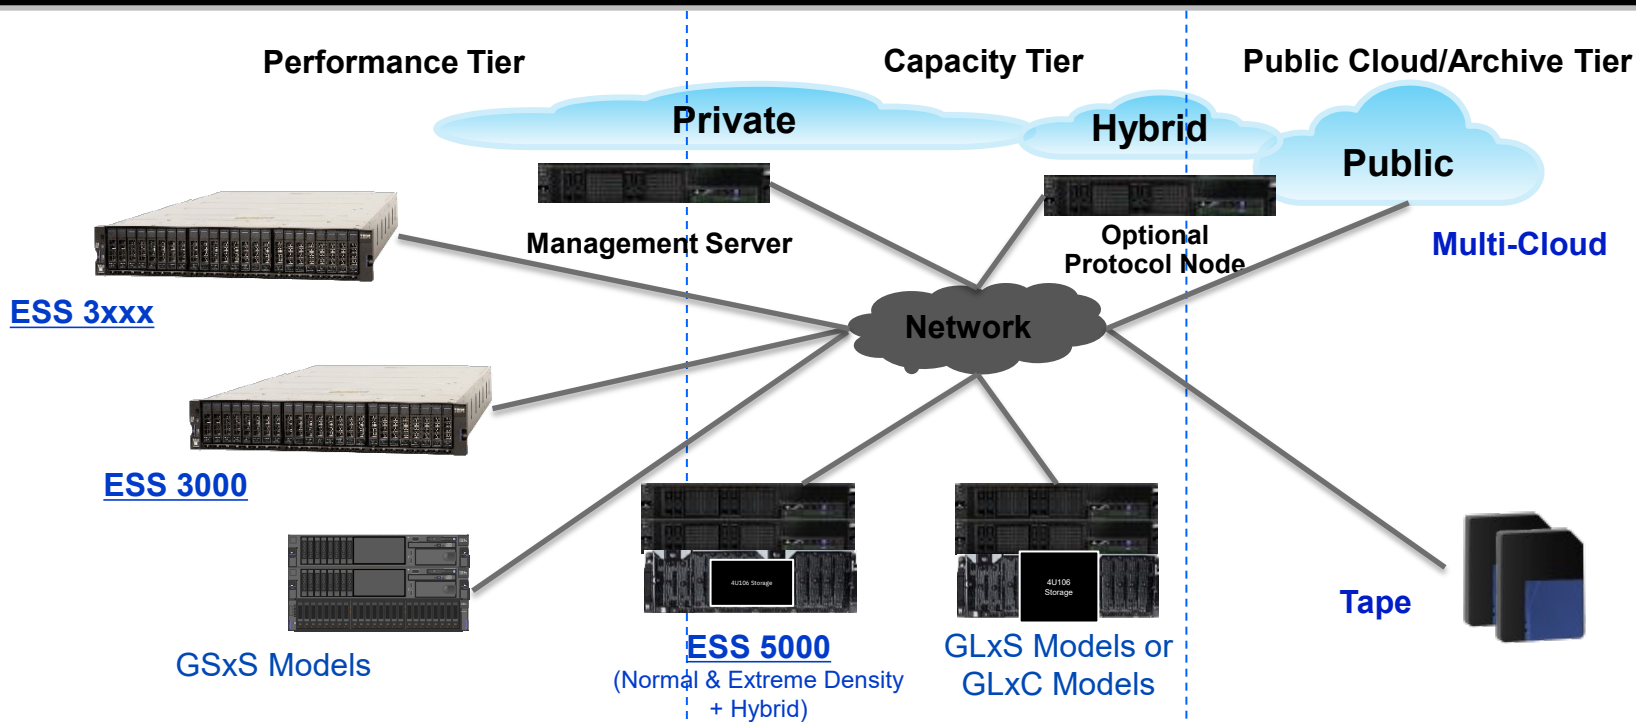 Performance Tier
Capacity Tier
Public Cloud/Archive Tier
Private
Hybrid
Public
Management Server
Optional
Protocol Node
Multi-Cloud
ESS 3xxx
Network
ESS 3000
4U106 Storage
4U106
Storage
Tape
GSxS Models
ESS 5000
(Normal & Extreme Density
+ Hybrid)
GLxS Models or
GLxC Models